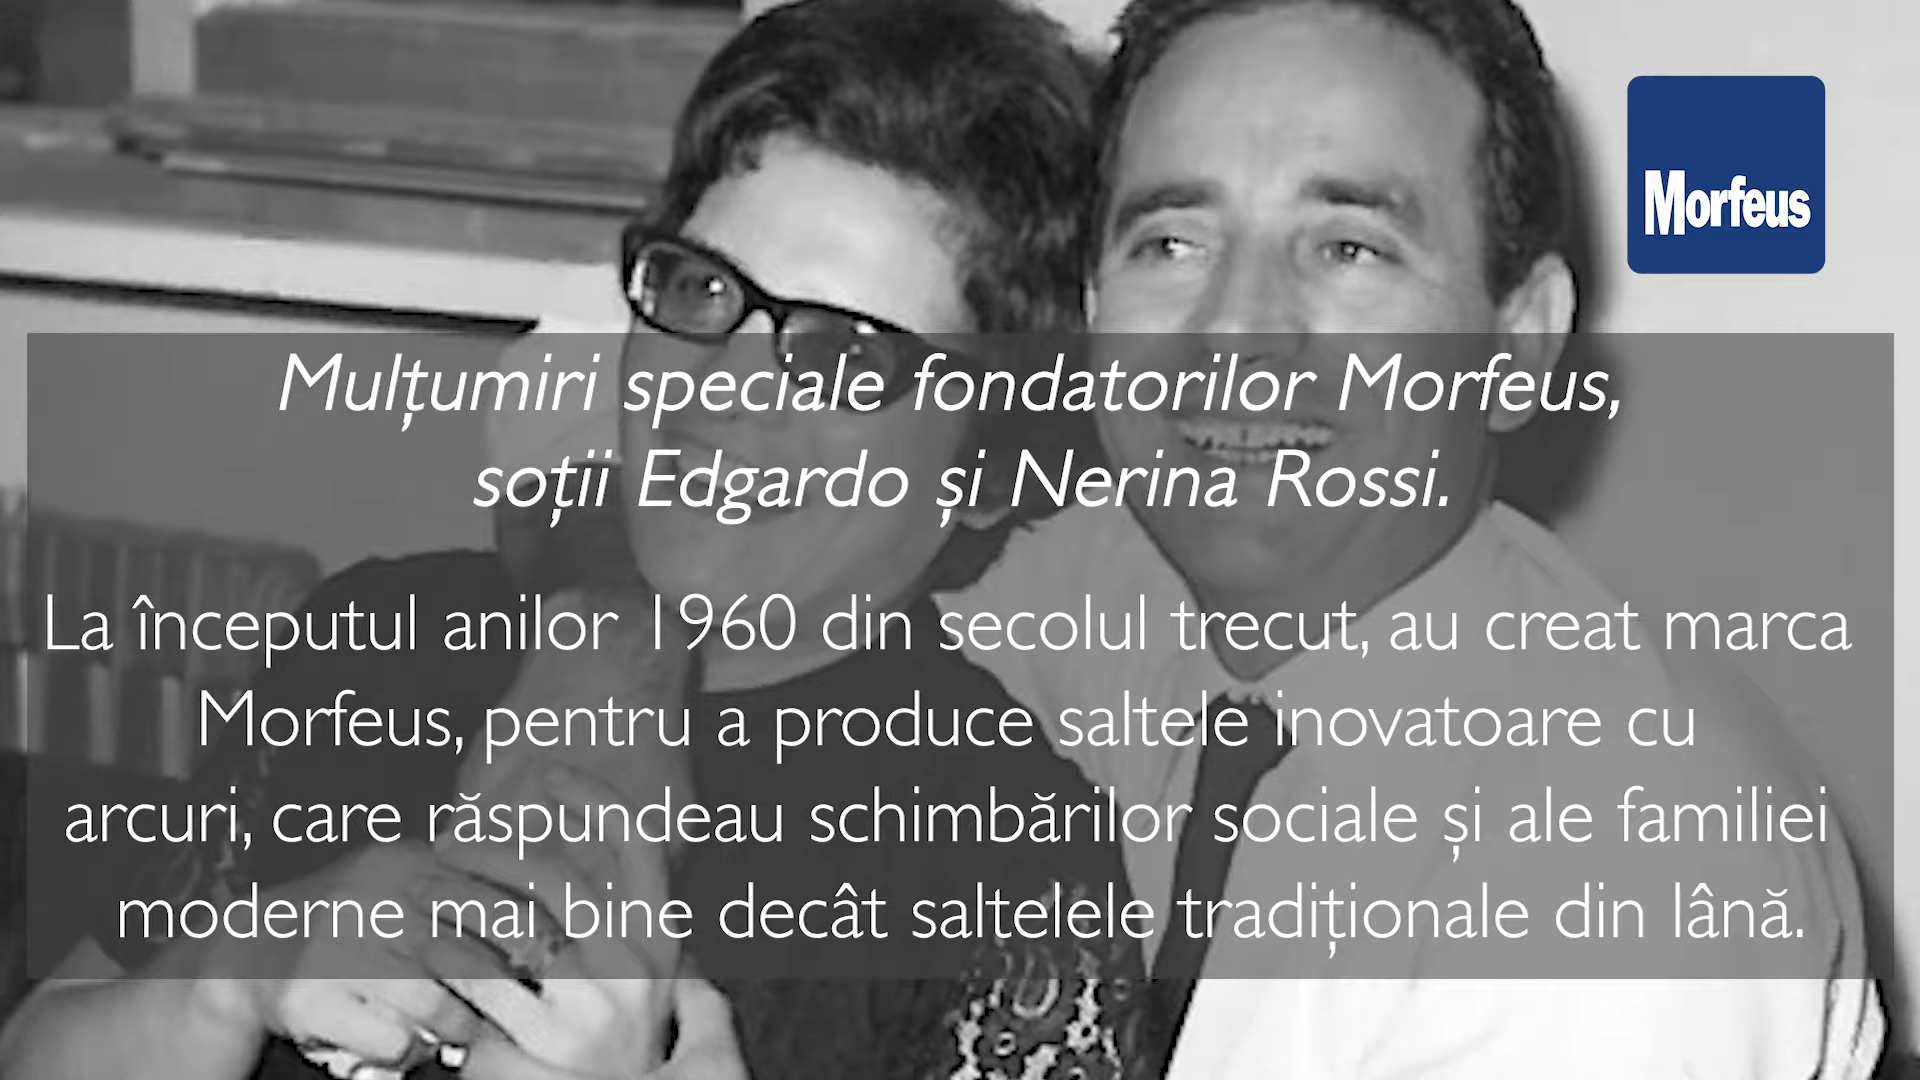 Morfeus
Mulțumiri speciale fondatorilor Morfeus,
soții Edgardo și Nerina Rossi.
La începutul anilor 1960 din secolul trecut, au creat marca
Morfeus, pentru a produce saltele inovatoare cu
arcuri, care răspundeau schimbărilor sociale și ale familiei
moderne mai bine decât saltelele tradiționale din lână.